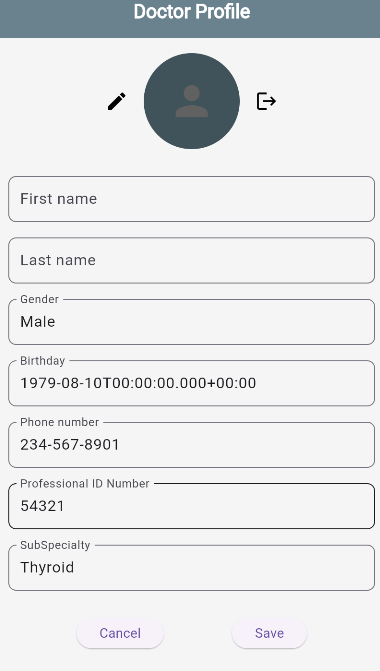 Doctor Profile
First name
Last name
Gender
Male
Birthday
1979-08-10T00:00:00.000+00:00
Phone number
234-567-8901
Professional ID Number
54321
SubSpecialty
Thyroid
Cancel Save